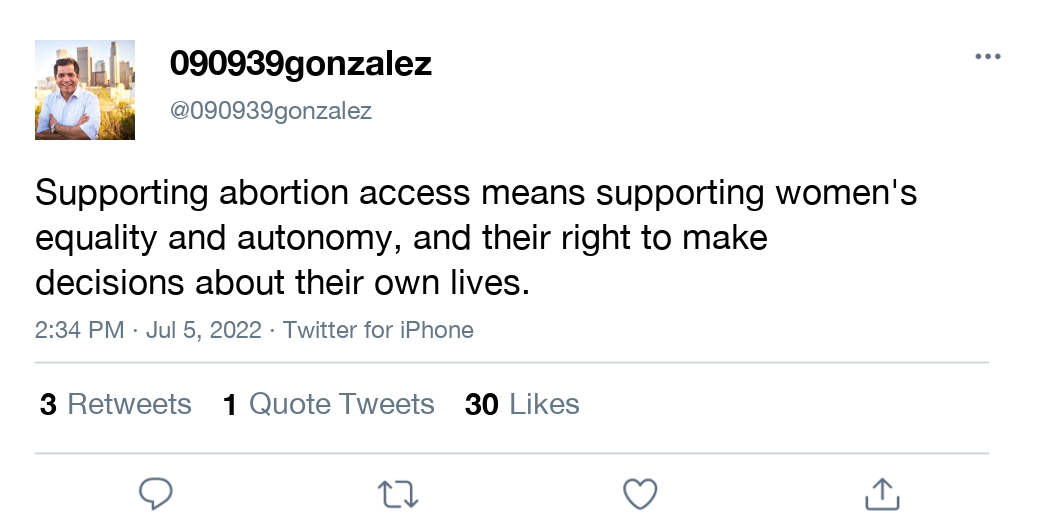 090939gonzalez
@090939gonzalez
Supporting abortion access means supporting women's
equality and autonomy, and their right to make
decisions about their own lives.
2:34 PM · Jul 5, 2022 · Twitter for iPhone
3 Retweets 1 Quote Tweets 30 Likes